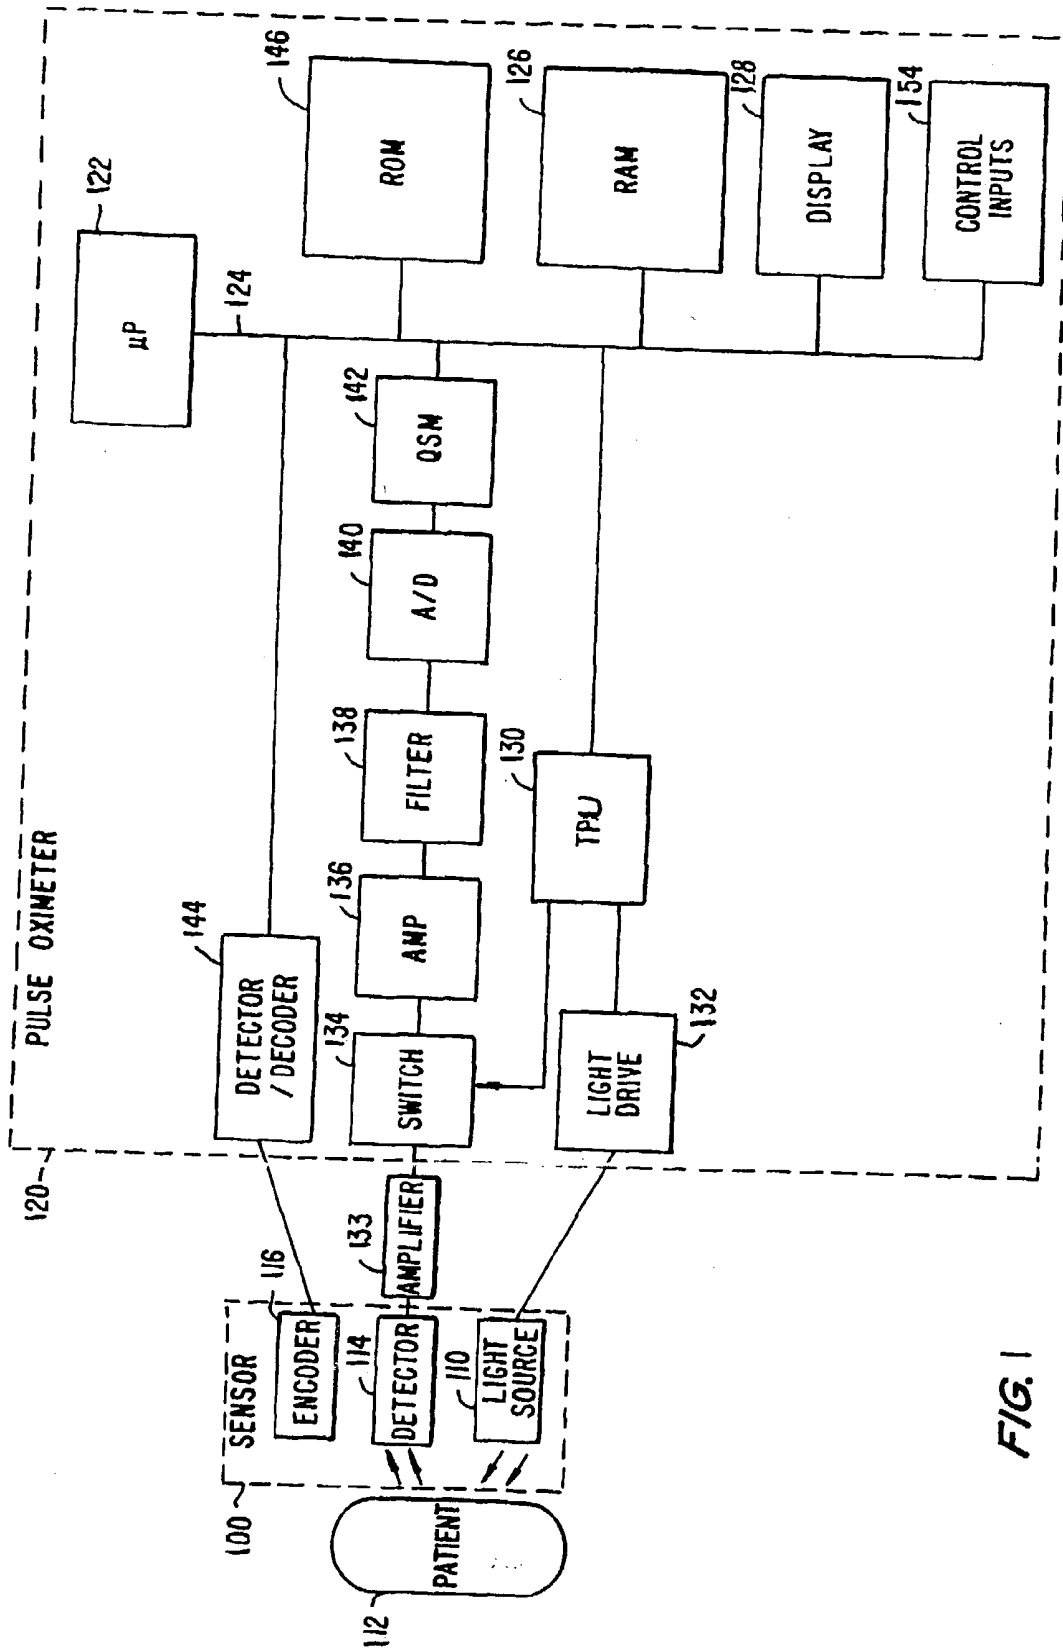 PULSE OXIMETER
120
122
μP
124
146
ROM
126
RAM
128
DISPLAY
154
CONTROL
INPUTS
144
DETECTOR
/DECODER
134
SWITCH
136
AMP
138
FILTER
140
A/D
142
QSM
130
TPU
132
LIGHT
DRIVE
133
AMPLIFIER
100
SENSOR
116
ENCODER
114
DETECTOR
110
LIGHT
SOURCE
112
PATIENT
FIG. 1